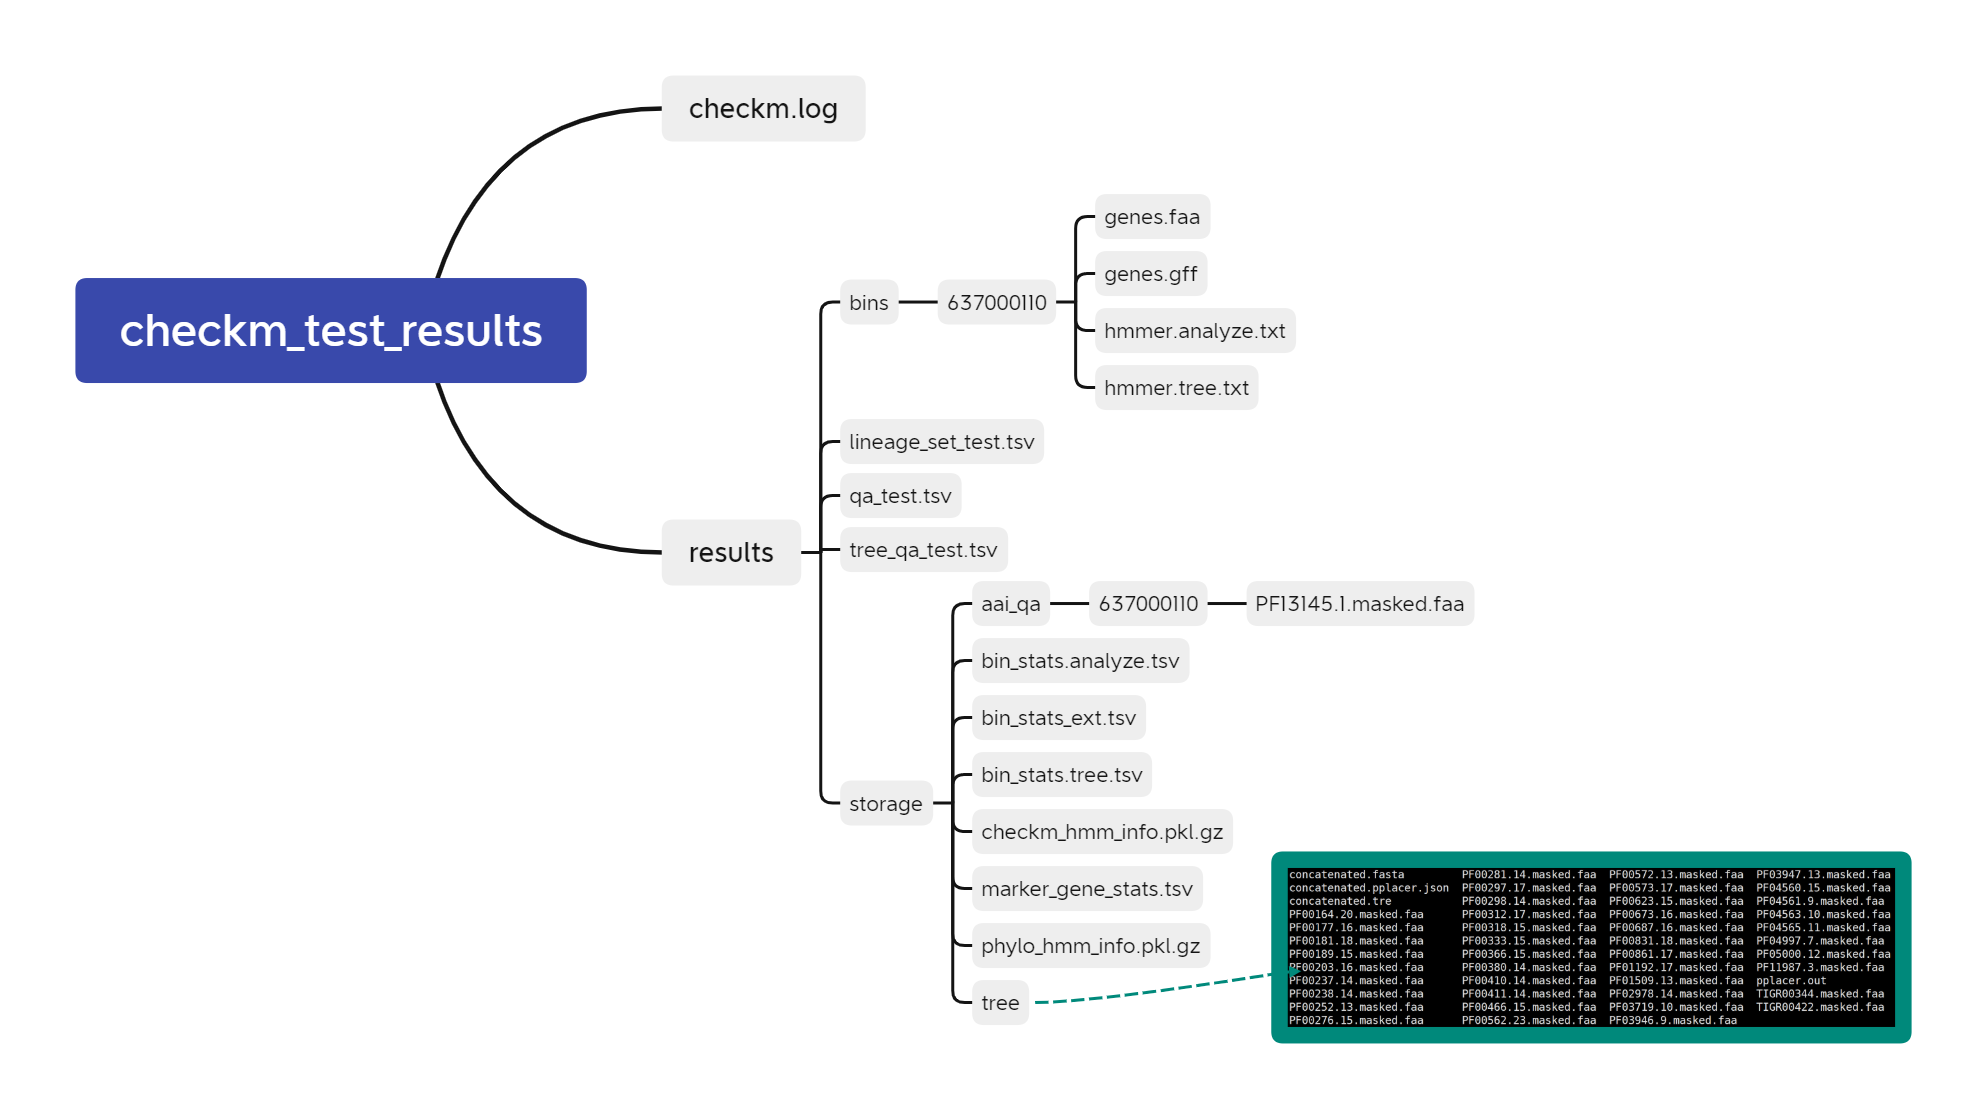 checkm_test_results
checkm.log
results
bins
637000110
genes.faa
genes.gff
hmmer.analyze.txt
hmmer.tree.txt
lineage_set_test.tsv
qa_test.tsv
tree_qa_test.tsv
storage
aai_qa
637000110
PF13145.1.masked.faa
bin_stats.analyze.tsv
bin_stats_ext.tsv
bin_stats.tree.tsv
checkm_hmm_info.pkl.gz
marker_gene_stats.tsv
phylo_hmm_info.pkl.gz
tree
concatenated.fasta PF00281.14.masked.faa PF00572.13.masked.faa PF03947.13.masked.faa
concatenated.pplacer.json PF00297.17.masked.faa PF00573.17.masked.faa PF04560.15.masked.faa
concatenated.tre PF00298.14.masked.faa PF00623.15.masked.faa PF04561.9.masked.faa
PF00164.20.masked.faa PF00312.17.masked.faa PF00673.16.masked.faa PF04563.10.masked.faa
PF00177.16.masked.faa PF00318.15.masked.faa PF00687.16.masked.faa PF04565.11.masked.faa
PF00181.18.masked.faa PF00333.15.masked.faa PF00831.18.masked.faa PF04997.7.masked.faa
PF00189.15.masked.faa PF00366.15.masked.faa PF00861.17.masked.faa PF05000.12.masked.faa
PF00203.16.masked.faa PF00380.14.masked.faa PF01192.17.masked.faa PF11987.3.masked.faa
PF00237.14.masked.faa PF00410.14.masked.faa PF01509.13.masked.faa pplacer.out
PF00238.14.masked.faa PF00411.14.masked.faa PF02978.14.masked.faa TIGR00344.masked.faa
PF00252.13.masked.faa PF00466.15.masked.faa PF03719.10.masked.faa TIGR00422.masked.faa
PF00276.15.masked.faa PF00562.23.masked.faa PF03946.9.masked.faa